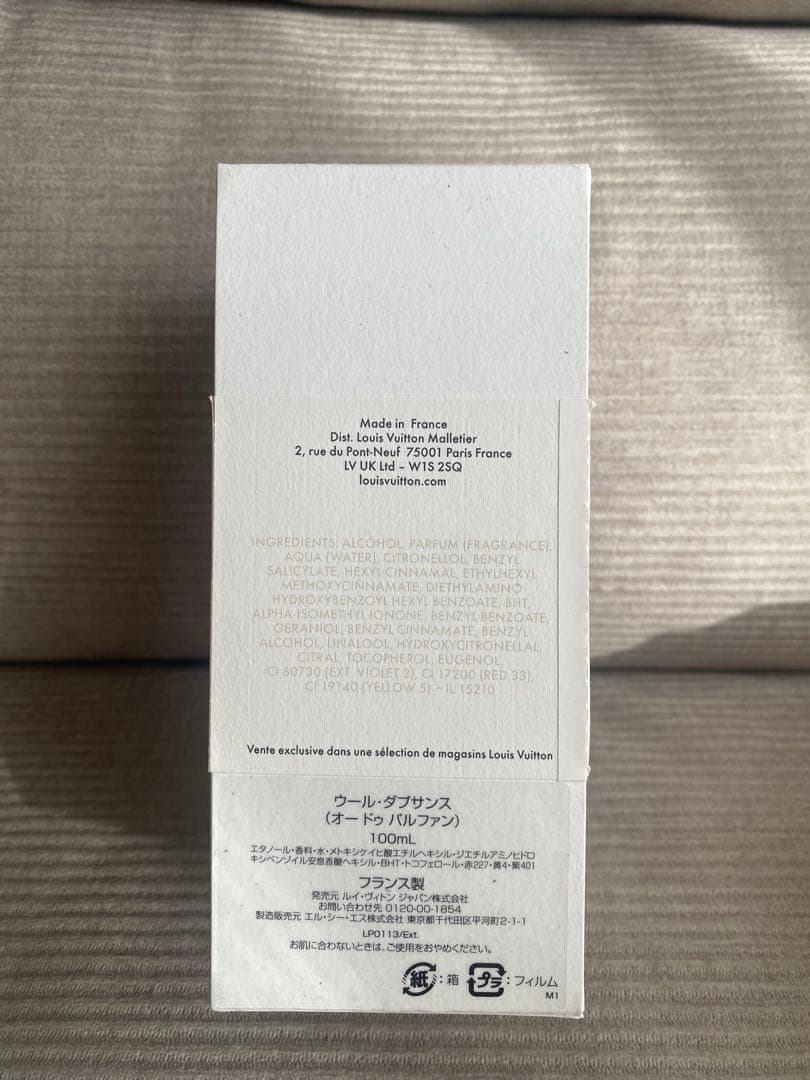 Made in France
Dist. Louis Vuitton Malletier
2, rue du Pont-Neuf 75001 Paris France
LV UK Ltd – W1S 2SQ
louisvuitton.com
INGREDIENTS: ALCOHOL, PARFUM (FRAGRANCE),
AQUA (WATER), CITRONELLOL, BENZYL
SALICYLATE, HEXYL CINNAMAL, ETHYLHEXYL
METHOXYCINNAMATE, DIETHYLAMINO
HYDROXYBENZOYL HEXYL BENZOATE, BHT,
ALPHA-ISOMETHYL IONONE, BENZYL BENZOATE,
GERANIOL, BENZYL CINNAMATE, BENZYL
ALCOHOL, LINALOOL, HYDROXYCITRONELLAL,
CITRAL, TOCOPHEROL, EUGENOL,
CI 60730 (EXT. VIOLET 2), CI 17200 (RED 33),
CI 19140 (YELLOW 5) – IL 15210
Vente exclusive dans une sélection de magasins Louis Vuitton
ウール・ダプサンス
（オー ドゥ パルファン）
100mL
エタノール・香料・水・メトキシケイヒ酸エチルヘキシル・ジエチルアミノヒドロ
キシベンゾイル安息香酸ヘキシル・BHT・トコフェロール・赤227・黄4・紫401
フランス製
発売元 ルイ・ヴィトン ジャパン株式会社
お問い合わせ先 0120-00-1854
製造販売元 エル・シー・エス株式会社 東京都千代田区平河町2-1-1
LP0113/Ext.
お肌に合わないときは、ご使用をおやめください。
紙：箱 プラ：フィルム
M1